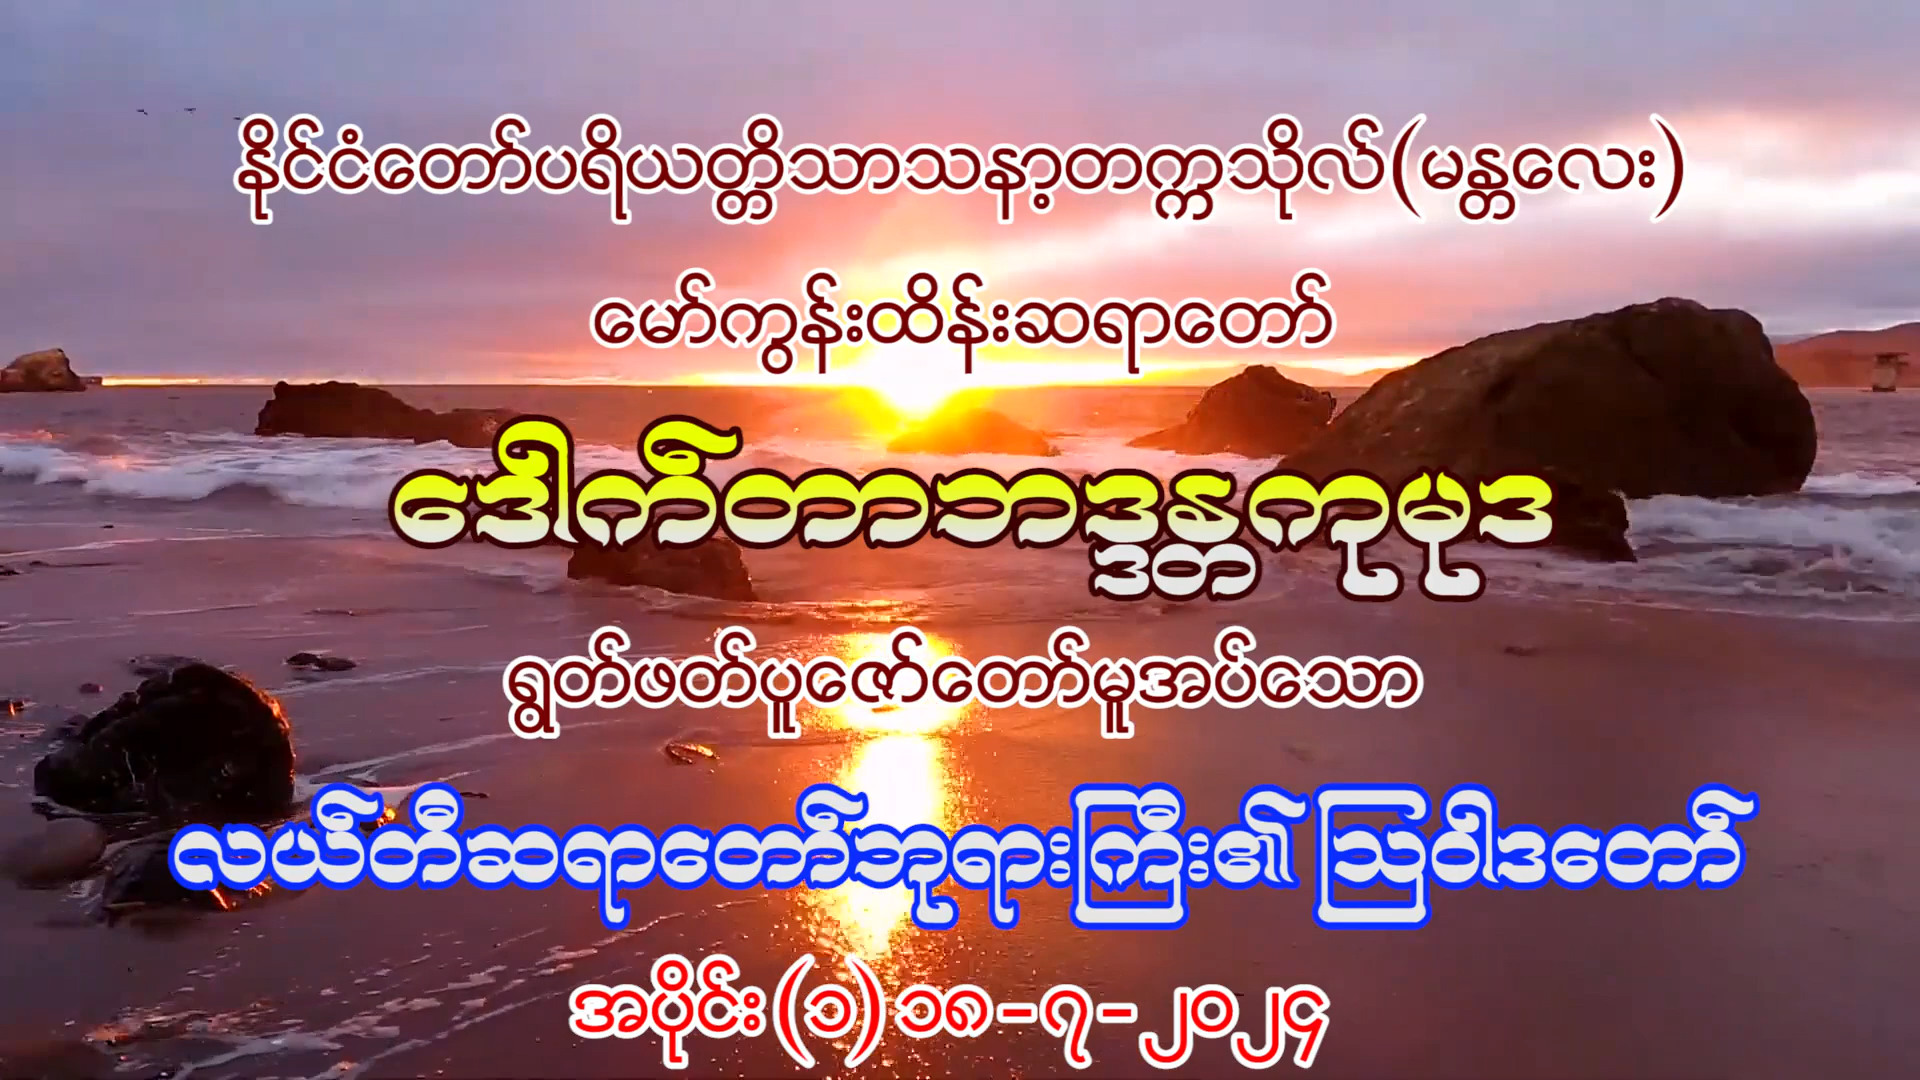 နိုင်ငံတော်ပရိယတ္တိသာသနာ့တက္ကသိုလ်(မန္တလေး)
မော်ကွန်းထိန်းဆရာတော်
ဒေါက်တာဘဒ္ဒန္တကုမုဒ
ရွတ်ဖတ်ပူဇော်တော်မူအပ်သော
လယ်တီဆရာတော်ဘုရားကြီး၏ ဩဝါဒတော်
အပိုင်း(၁)၁၈-၇-၂၀၂၄